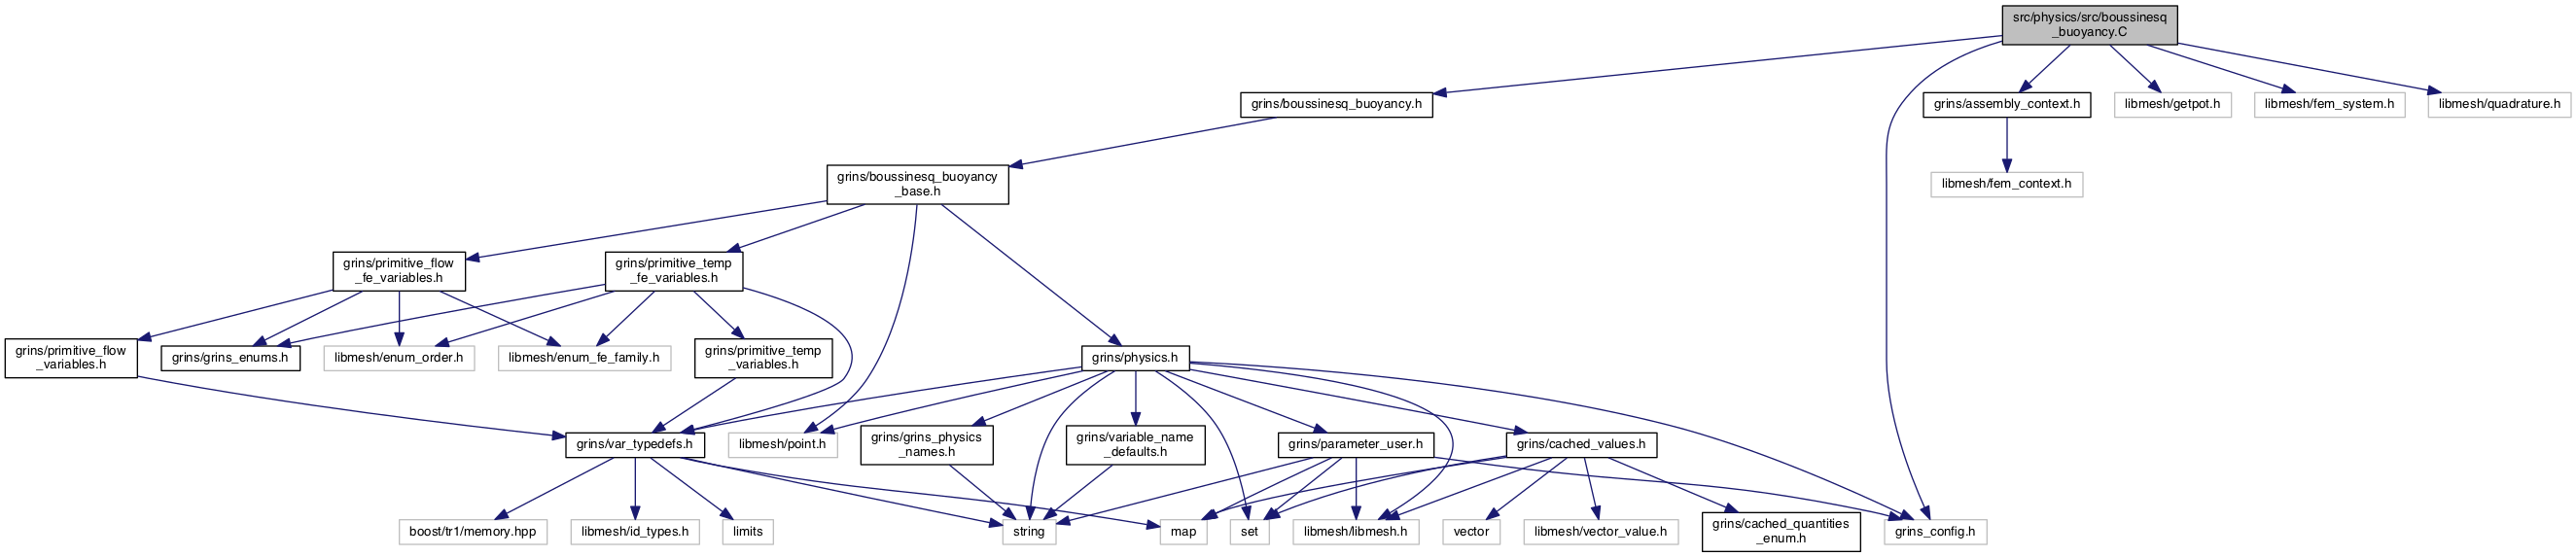 src/physics/src/boussinesq
_buoyancy.C
grins/boussinesq_buoyancy.h
grins/assembly_context.h
libmesh/getpot.h
libmesh/fem_system.h
libmesh/quadrature.h
grins/boussinesq_buoyancy
_base.h
libmesh/fem_context.h
grins/primitive_flow
_fe_variables.h
grins/primitive_temp
_fe_variables.h
grins/primitive_flow
_variables.h
grins/grins_enums.h
libmesh/enum_order.h
libmesh/enum_fe_family.h
grins/primitive_temp
_variables.h
grins/physics.h
grins/var_typedefs.h
libmesh/point.h
grins/grins_physics
_names.h
grins/variable_name
_defaults.h
grins/parameter_user.h
grins/cached_values.h
boost/tr1/memory.hpp
libmesh/id_types.h
limits
string
map
set
libmesh/libmesh.h
vector
libmesh/vector_value.h
grins/cached_quantities
_enum.h
grins_config.h